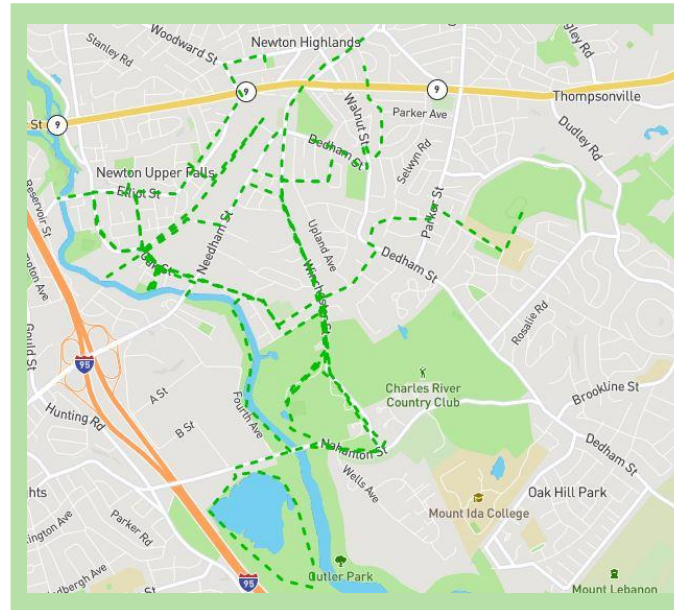 Woodward St
Newton Highlands
Stanley Rd
9
9
Walnut St
Parker Ave
Thompsonville
St
9
Dedham St
Selwyn Rd
Dudley Rd
Newton Upper Falls
Elliot St
Reservoir St
Parker St
Needham St
Upland Ave
Dedham St
Winchester St
Gould St
Rosalie Rd
95
A St
Charles River
Country Club
Brookline St
Hunting Rd
B St
Fourth Ave
Nahanton St
Dedham St
Wells Ave
Oak Hill Park
Mount Ida College
Parker Rd
95
Cutler Park
Mount Lebanon